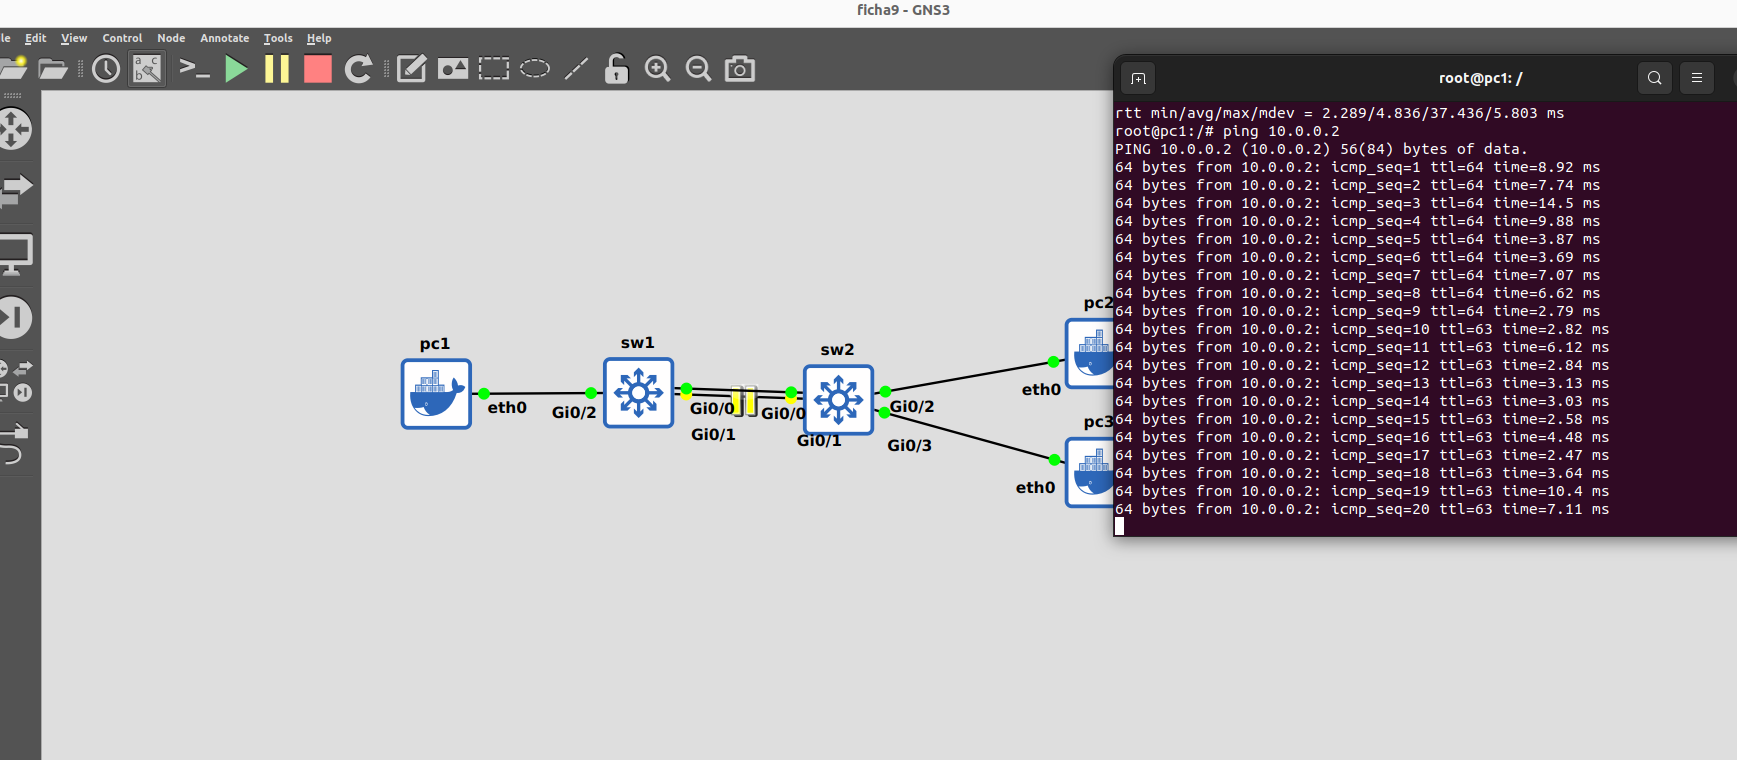 ficha9 - GNS3
le Edit View Control Node Annotate Tools Help
a c
b
root@pc1: /
rtt min/avg/max/mdev = 2.289/4.836/37.436/5.803 ms
root@pc1:/# ping 10.0.0.2
PING 10.0.0.2 (10.0.0.2) 56(84) bytes of data.
64 bytes from 10.0.0.2: icmp_seq=1 ttl=64 time=8.92 ms
64 bytes from 10.0.0.2: icmp_seq=2 ttl=64 time=7.74 ms
64 bytes from 10.0.0.2: icmp_seq=3 ttl=64 time=14.5 ms
64 bytes from 10.0.0.2: icmp_seq=4 ttl=64 time=9.88 ms
64 bytes from 10.0.0.2: icmp_seq=5 ttl=64 time=3.87 ms
64 bytes from 10.0.0.2: icmp_seq=6 ttl=64 time=3.69 ms
64 bytes from 10.0.0.2: icmp_seq=7 ttl=64 time=7.07 ms
64 bytes from 10.0.0.2: icmp_seq=8 ttl=64 time=6.62 ms
64 bytes from 10.0.0.2: icmp_seq=9 ttl=64 time=2.79 ms
64 bytes from 10.0.0.2: icmp_seq=10 ttl=63 time=2.82 ms
64 bytes from 10.0.0.2: icmp_seq=11 ttl=63 time=6.12 ms
64 bytes from 10.0.0.2: icmp_seq=12 ttl=63 time=2.84 ms
64 bytes from 10.0.0.2: icmp_seq=13 ttl=63 time=3.13 ms
64 bytes from 10.0.0.2: icmp_seq=14 ttl=63 time=3.03 ms
64 bytes from 10.0.0.2: icmp_seq=15 ttl=63 time=2.58 ms
64 bytes from 10.0.0.2: icmp_seq=16 ttl=63 time=4.48 ms
64 bytes from 10.0.0.2: icmp_seq=17 ttl=63 time=2.47 ms
64 bytes from 10.0.0.2: icmp_seq=18 ttl=63 time=3.64 ms
64 bytes from 10.0.0.2: icmp_seq=19 ttl=63 time=10.4 ms
64 bytes from 10.0.0.2: icmp_seq=20 ttl=63 time=7.11 ms
pc1
eth0
Gi0/2
sw1
Gi0/0
Gi0/1
Gi0/0
Gi0/1
sw2
Gi0/2
Gi0/3
pc2
eth0
pc3
eth0